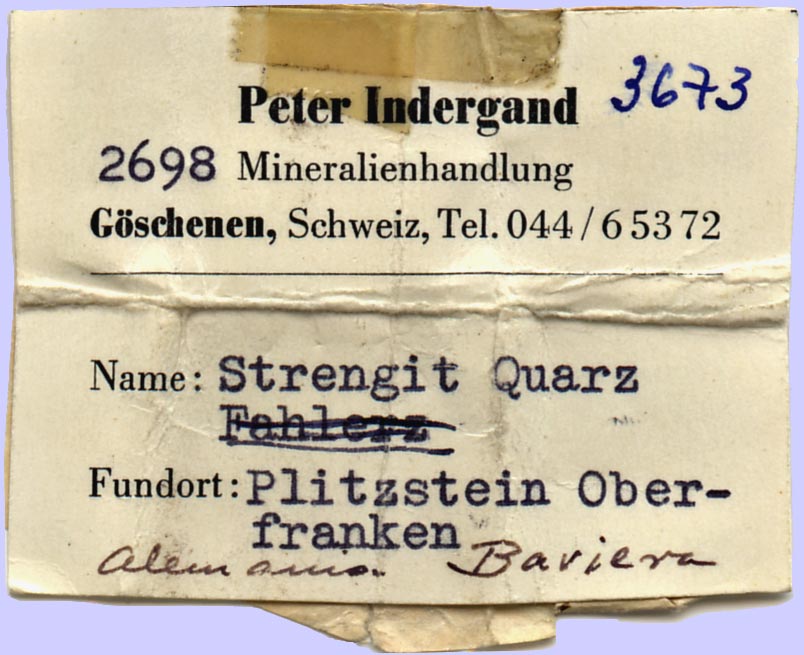 Peter Indergand 3673
2698 Mineralienhandlung
Göschenen, Schweiz, Tel. 044/6 53 72
Name: Strengit Quarz
Fahlerz
Fundort: Plitzstein Ober-
franken
Alemania. Baviera